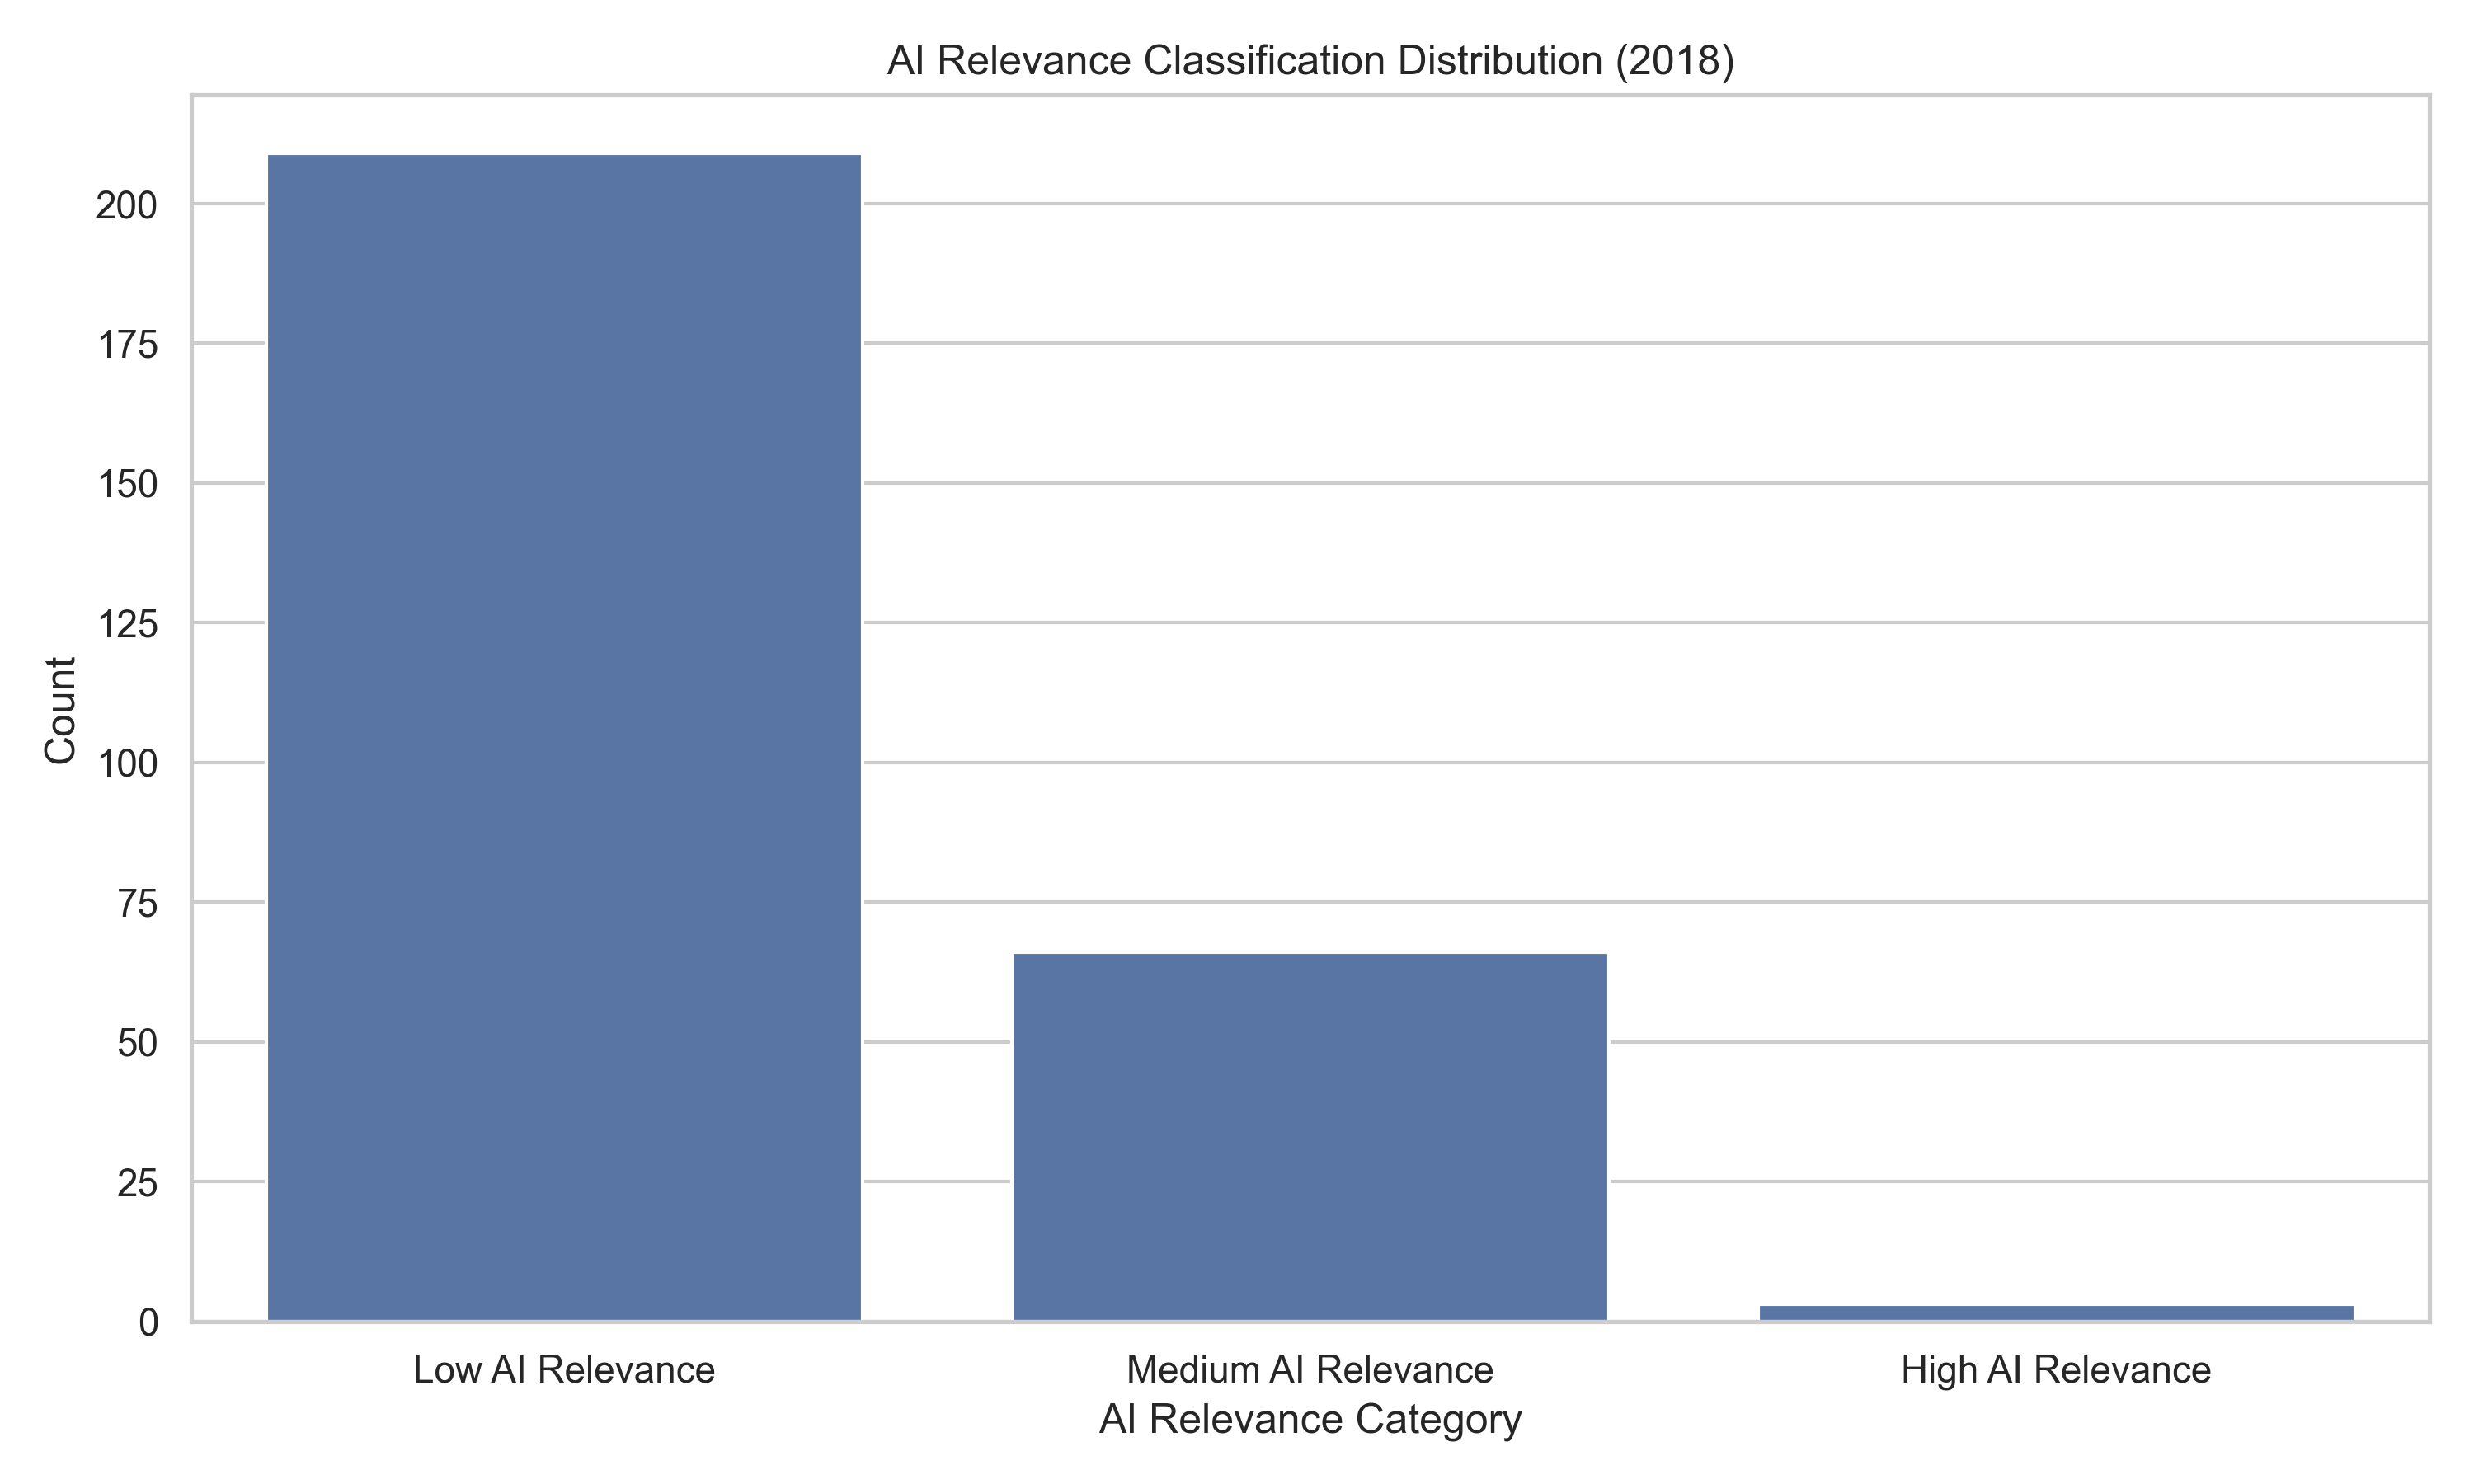 AI Relevance Classification Distribution (2018)
200
175
150
125
100
75
50
25
0
Count
Low AI Relevance
Medium AI Relevance
High AI Relevance
AI Relevance Category